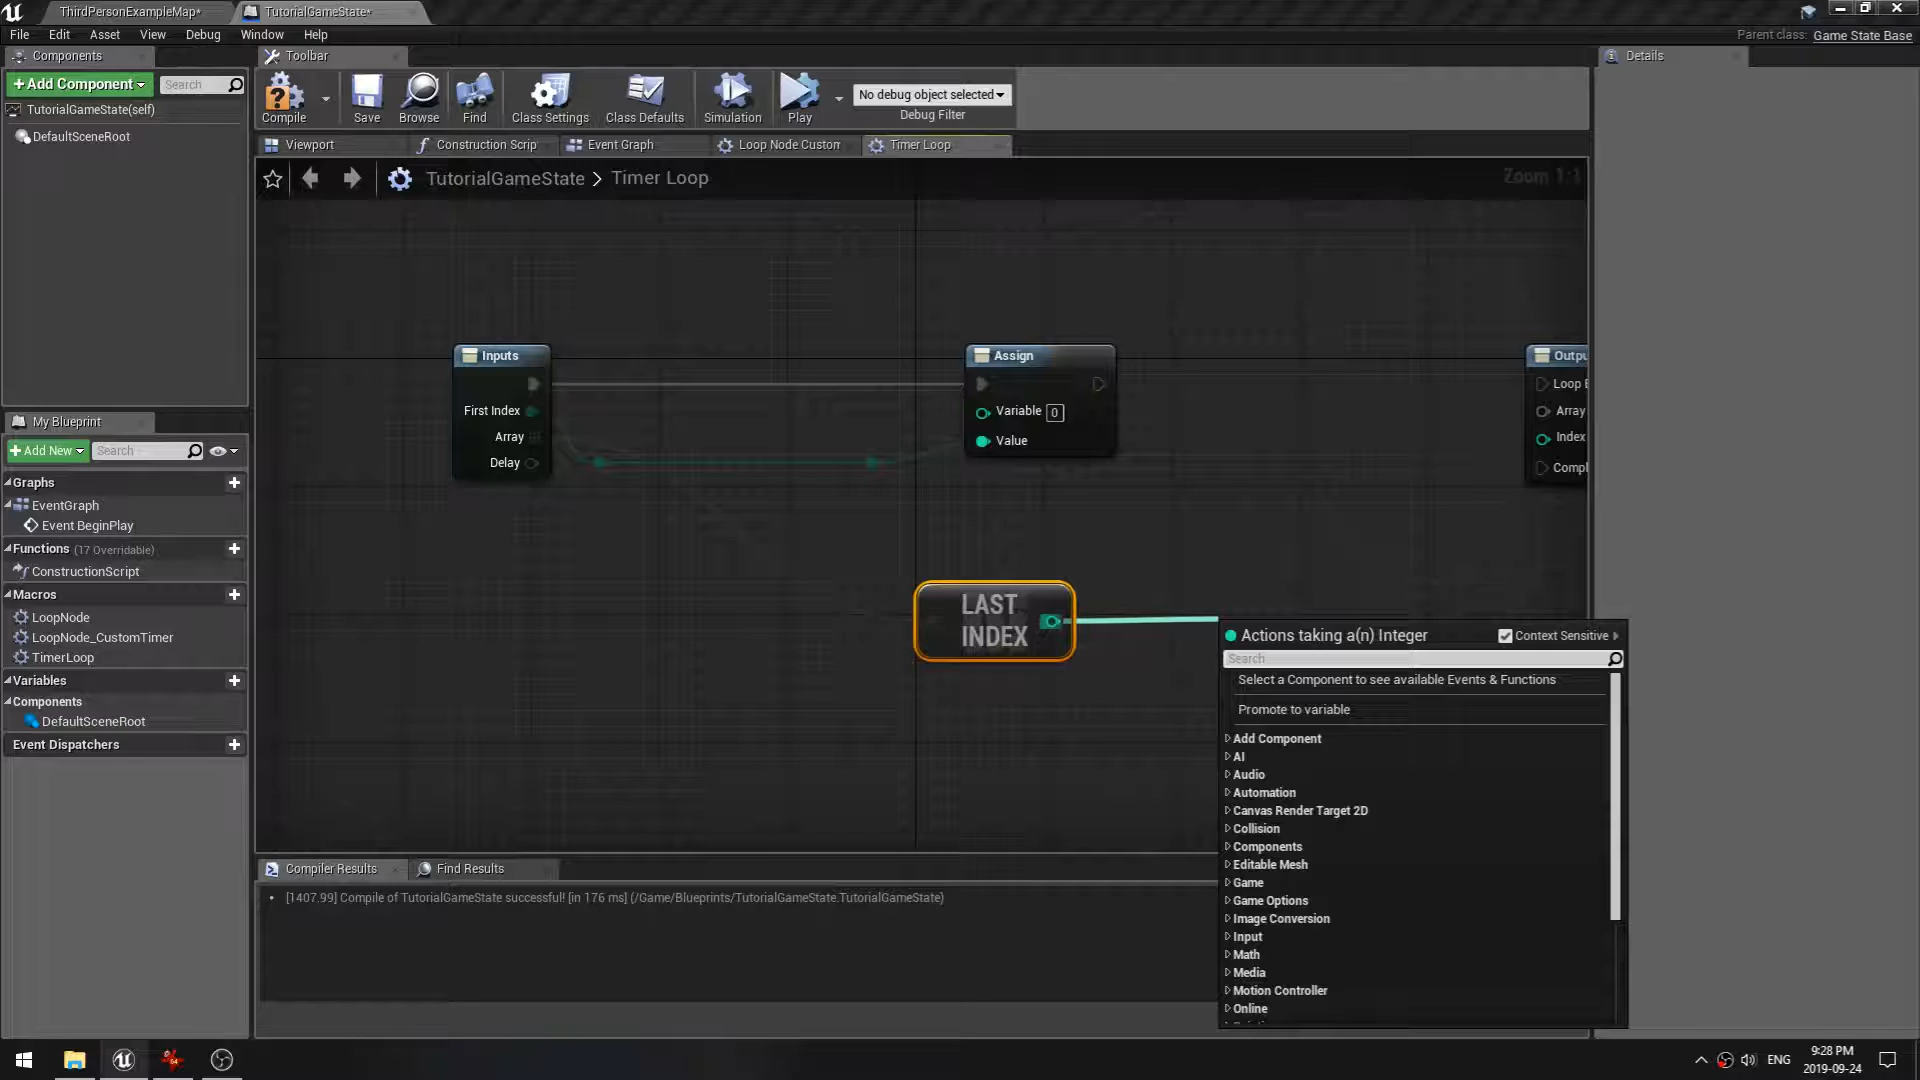 ThirdPersonExampleMap*
TutorialGameState*
File Edit Asset View Debug Window Help
Parent class: Game State Base
Components
Toolbar
Details
+ Add Component
Search
TutorialGameState(self)
DefaultSceneRoot
Compile
Save
Browse
Find
Class Settings
Class Defaults
Simulation
Play
No debug object selected
Debug Filter
Viewport
Construction Scrip
Event Graph
Loop Node Custom
Timer Loop
TutorialGameState > Timer Loop
Zoom 1:1
Inputs
First Index
Array
Delay
Assign
Variable 0
Value
Outpu
Loop B
Array
Index
Compl
LAST
INDEX
My Blueprint
+ Add New
Search
Graphs
EventGraph
Event BeginPlay
Functions (17 Overridable)
ConstructionScript
Macros
LoopNode
LoopNode_CustomTimer
TimerLoop
Variables
Components
DefaultSceneRoot
Event Dispatchers
Actions taking a(n) Integer
Context Sensitive
Search
Select a Component to see available Events & Functions
Promote to variable
Add Component
AI
Audio
Automation
Canvas Render Target 2D
Collision
Components
Editable Mesh
Game
Game Options
Image Conversion
Input
Math
Media
Motion Controller
Online
Compiler Results
Find Results
[1407.99] Compile of TutorialGameState successful! [in 176 ms] (/Game/Blueprints/TutorialGameState.TutorialGameState)
ENG
9:28 PM
2019-09-24